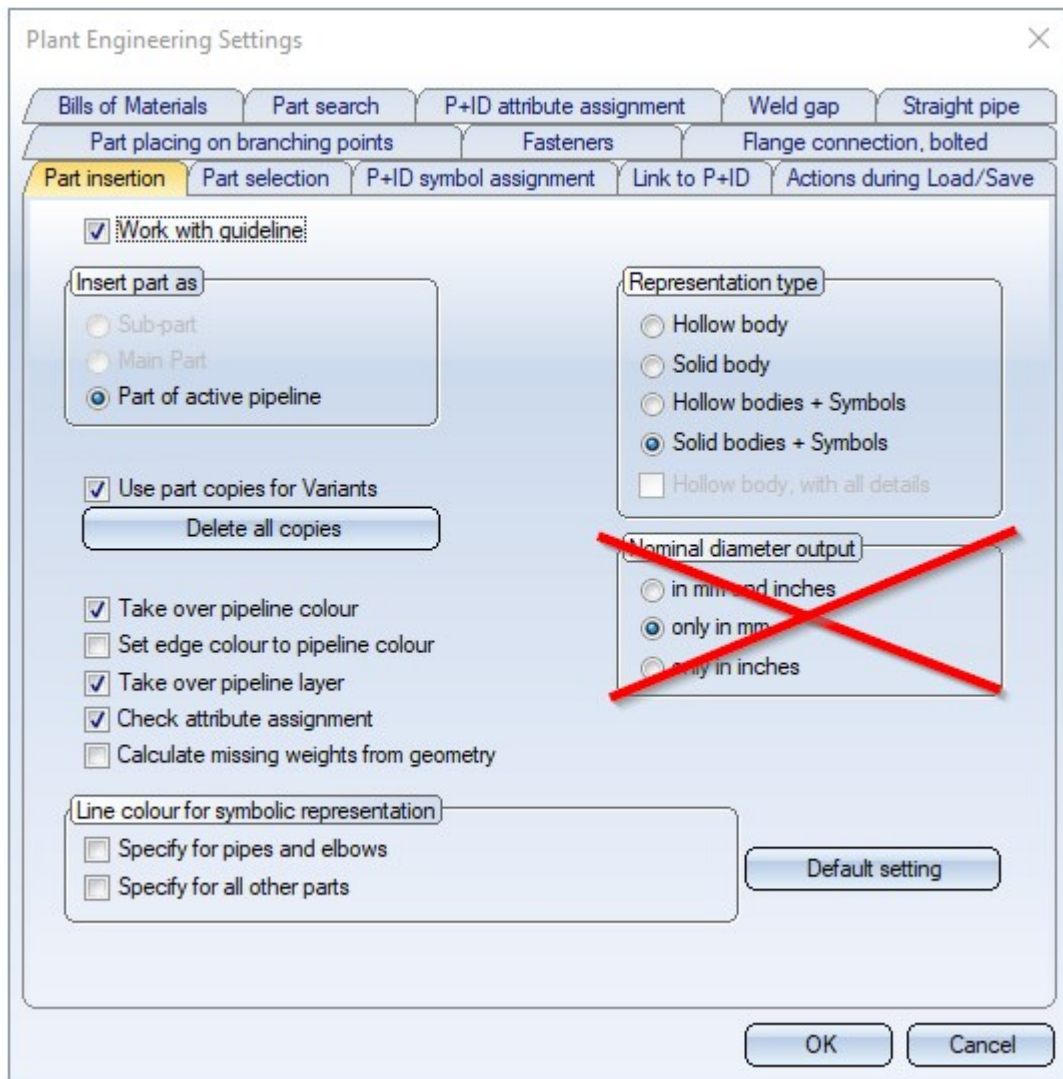 Plant Engineering Settings
Bills of Materials Part search P+ID attribute assignment Weld gap Straight pipe
Part placing on branching points Fasteners Flange connection, bolted
Part insertion Part selection P+ID symbol assignment Link to P+ID Actions during Load/Save
Work with guideline
Insert part as
Sub-part
Main Part
Part of active pipeline
Representation type
Hollow body
Solid body
Hollow bodies + Symbols
Solid bodies + Symbols
Hollow body, with all details
Use part copies for Variants
Delete all copies
Nominal diameter output
in mm and inches
only in mm
only in inches
Take over pipeline colour
Set edge colour to pipeline colour
Take over pipeline layer
Check attribute assignment
Calculate missing weights from geometry
Line colour for symbolic representation
Specify for pipes and elbows
Specify for all other parts
Default setting
OK Cancel